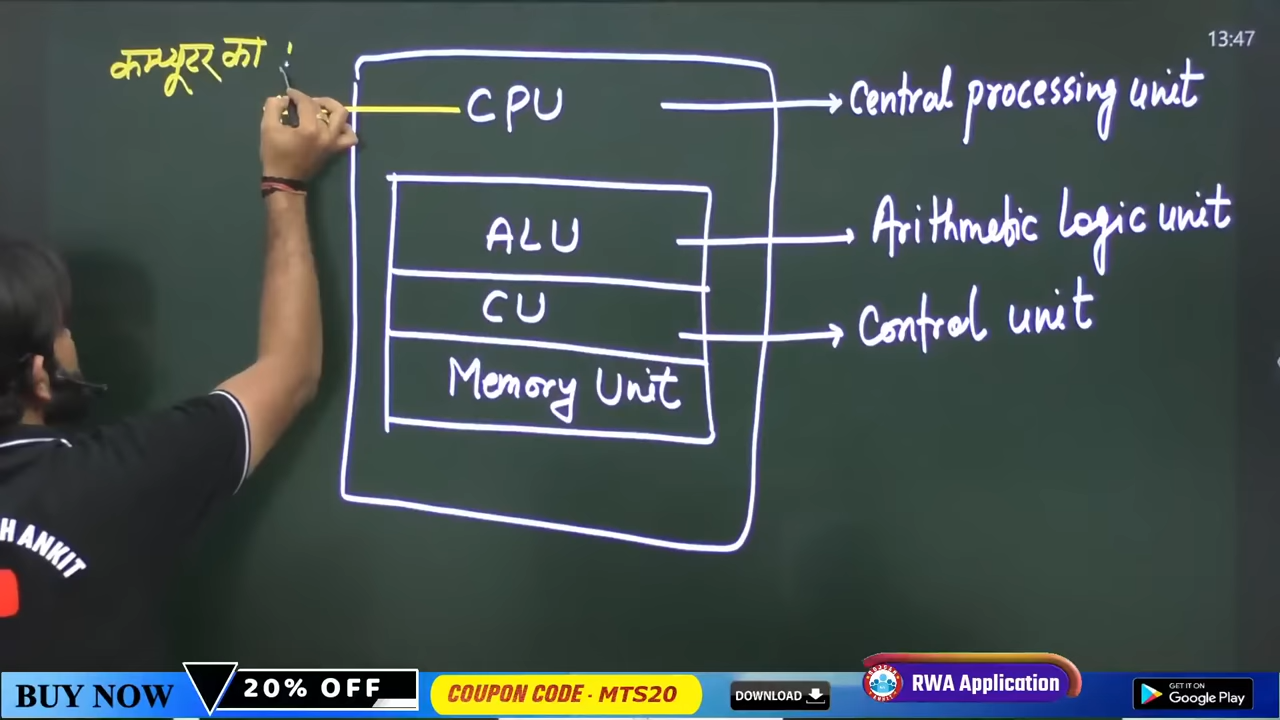 13:47
कम्प्यूटर का
CPU → Central processing unit
ALU → Arithmetic Logic unit
CU → Control unit
Memory Unit
H ANKIT
BUY NOW
20% OFF
COUPON CODE - MTS20
DOWNLOAD
RWA Application
GET IT ON
Google Play